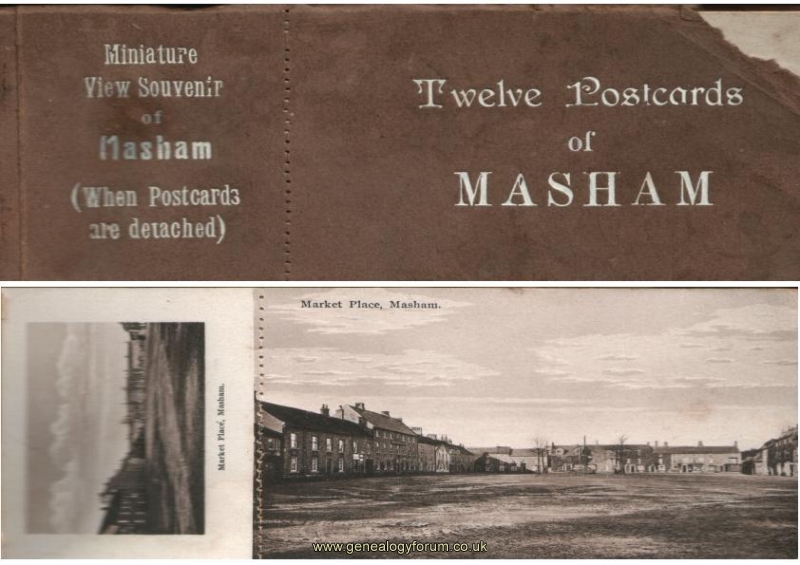 Miniature
View Souvenir
of
Masham
(When Postcards
are detached)
Twelve Postcards
of
MASHAM
Market Place, Masham.
Market Place, Masham.
www.genealogyforum.co.uk